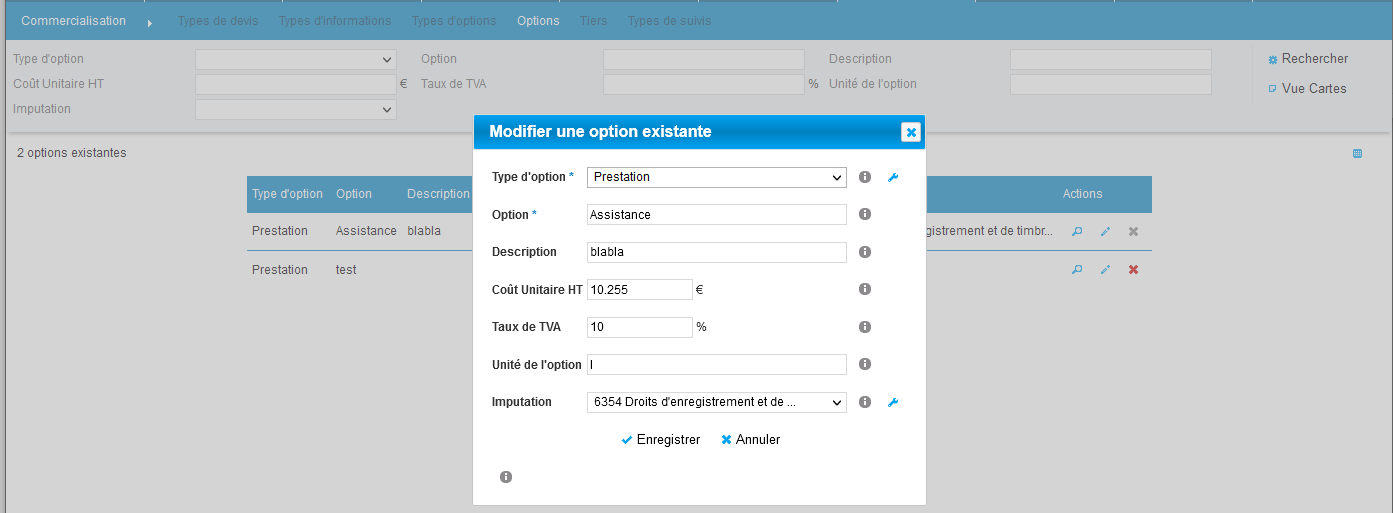 Commercialisation Types de devis Types d'informations Types d'options Options Tiers Types de suivis
Type d'option Option Description Rechercher
Coût Unitaire HT € Taux de TVA % Unité de l'option
Vue Cartes
Imputation
2 options existantes
Type d'option Option Description Actions
Prestation Assistance blabla gistrement et de timbr...
Prestation test
Modifier une option existante
Type d'option * Prestation
Option * Assistance
Description blabla
Coût Unitaire HT 10.255 €
Taux de TVA 10 %
Unité de l'option l
Imputation 6354 Droits d'enregistrement et de ...
Enregistrer Annuler